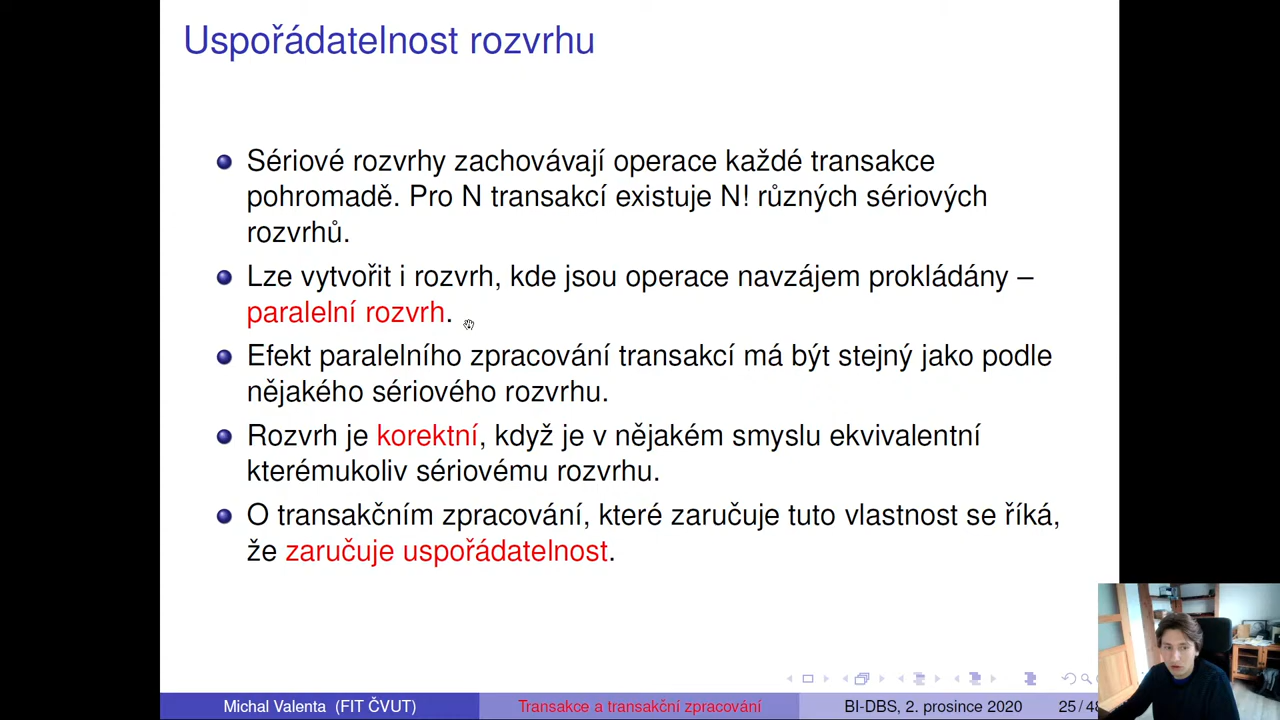 Uspořádatelnost rozvrhu
Sériové rozvrhy zachovávají operace každé transakce
pohromadě. Pro N transakcí existuje N! různých sériových
rozvrhů.
Lze vytvořit i rozvrh, kde jsou operace navzájem prokládány –
paralelní rozvrh.
Efekt paralelního zpracování transakcí má být stejný jako podle
nějakého sériového rozvrhu.
Rozvrh je korektní, když je v nějakém smyslu ekvivalentní
kterémukoliv sériovému rozvrhu.
O transakčním zpracování, které zaručuje tuto vlastnost se říká,
že zaručuje uspořádatelnost.
Michal Valenta (FIT ČVUT) Transakce a transakční zpracování BI-DBS, 2. prosince 2020 25 / 48